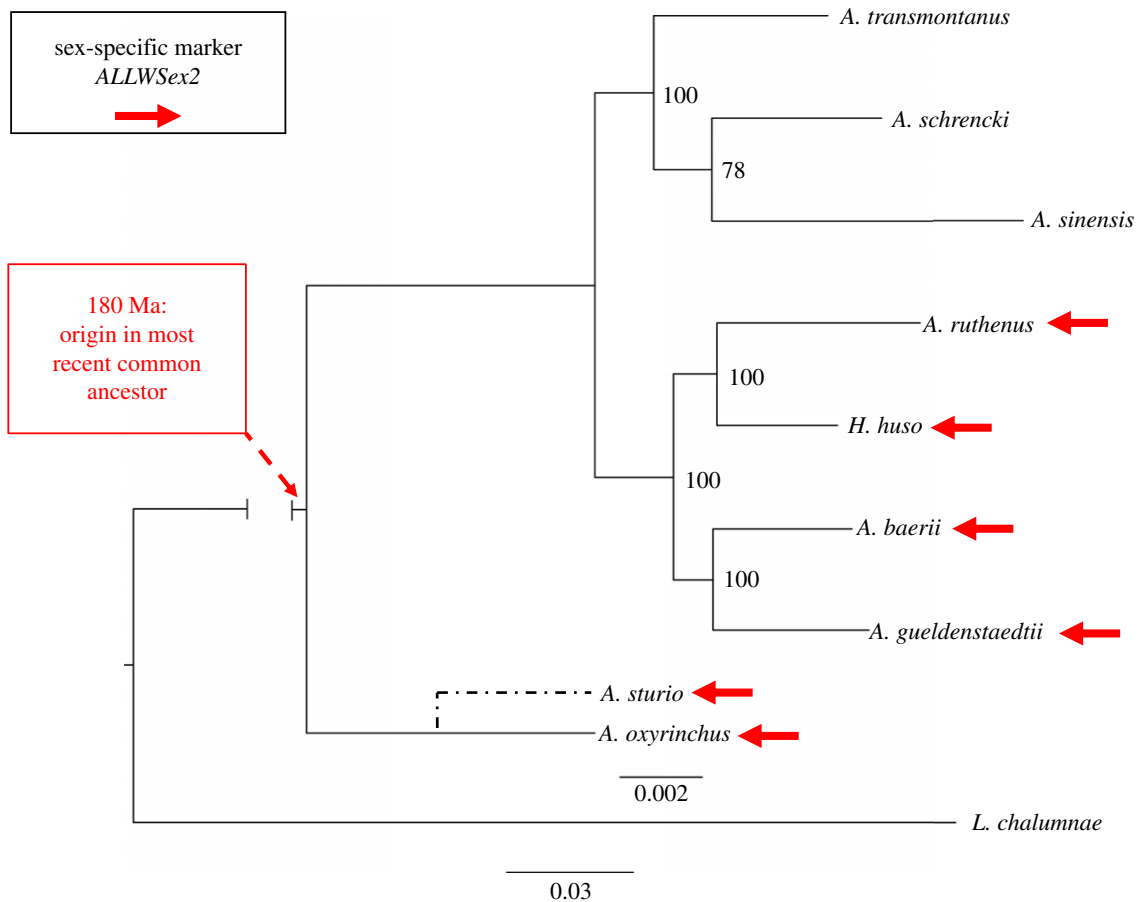 sex-specific marker
ALLWSex2
180 Ma:
origin in most
recent common
ancestor
A. transmontanus
100
A. schrencki
78
A. sinensis
A. ruthenus
100
H. huso
100
A. baerii
100
A. gueldenstaedtii
A. sturio
A. oxyrinchus
0.002
L. chalumnae
0.03